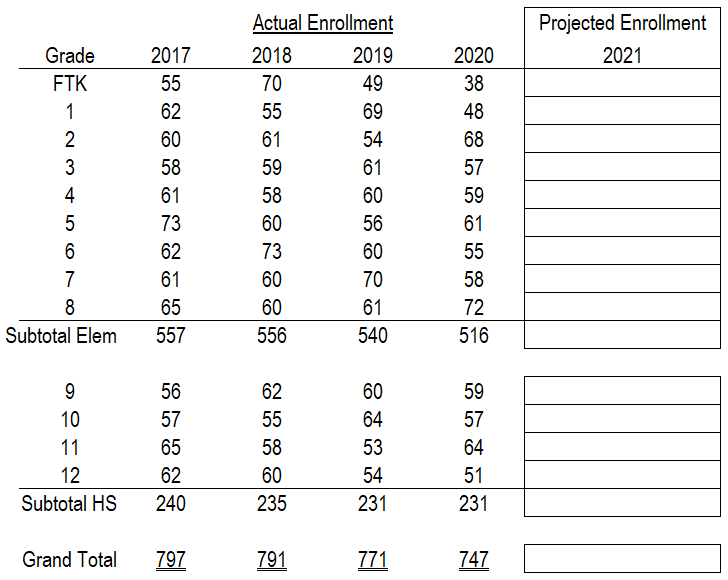 Actual Enrollment Projected Enrollment
Grade 2017 2018 2019 2020 2021
FTK 55 70 49 38
1 62 55 69 48
2 60 61 54 68
3 58 59 61 57
4 61 58 60 59
5 73 60 56 61
6 62 73 60 55
7 61 60 70 58
8 65 60 61 72
Subtotal Elem 557 556 540 516
9 56 62 60 59
10 57 55 64 57
11 65 58 53 64
12 62 60 54 51
Subtotal HS 240 235 231 231
Grand Total 797 791 771 747